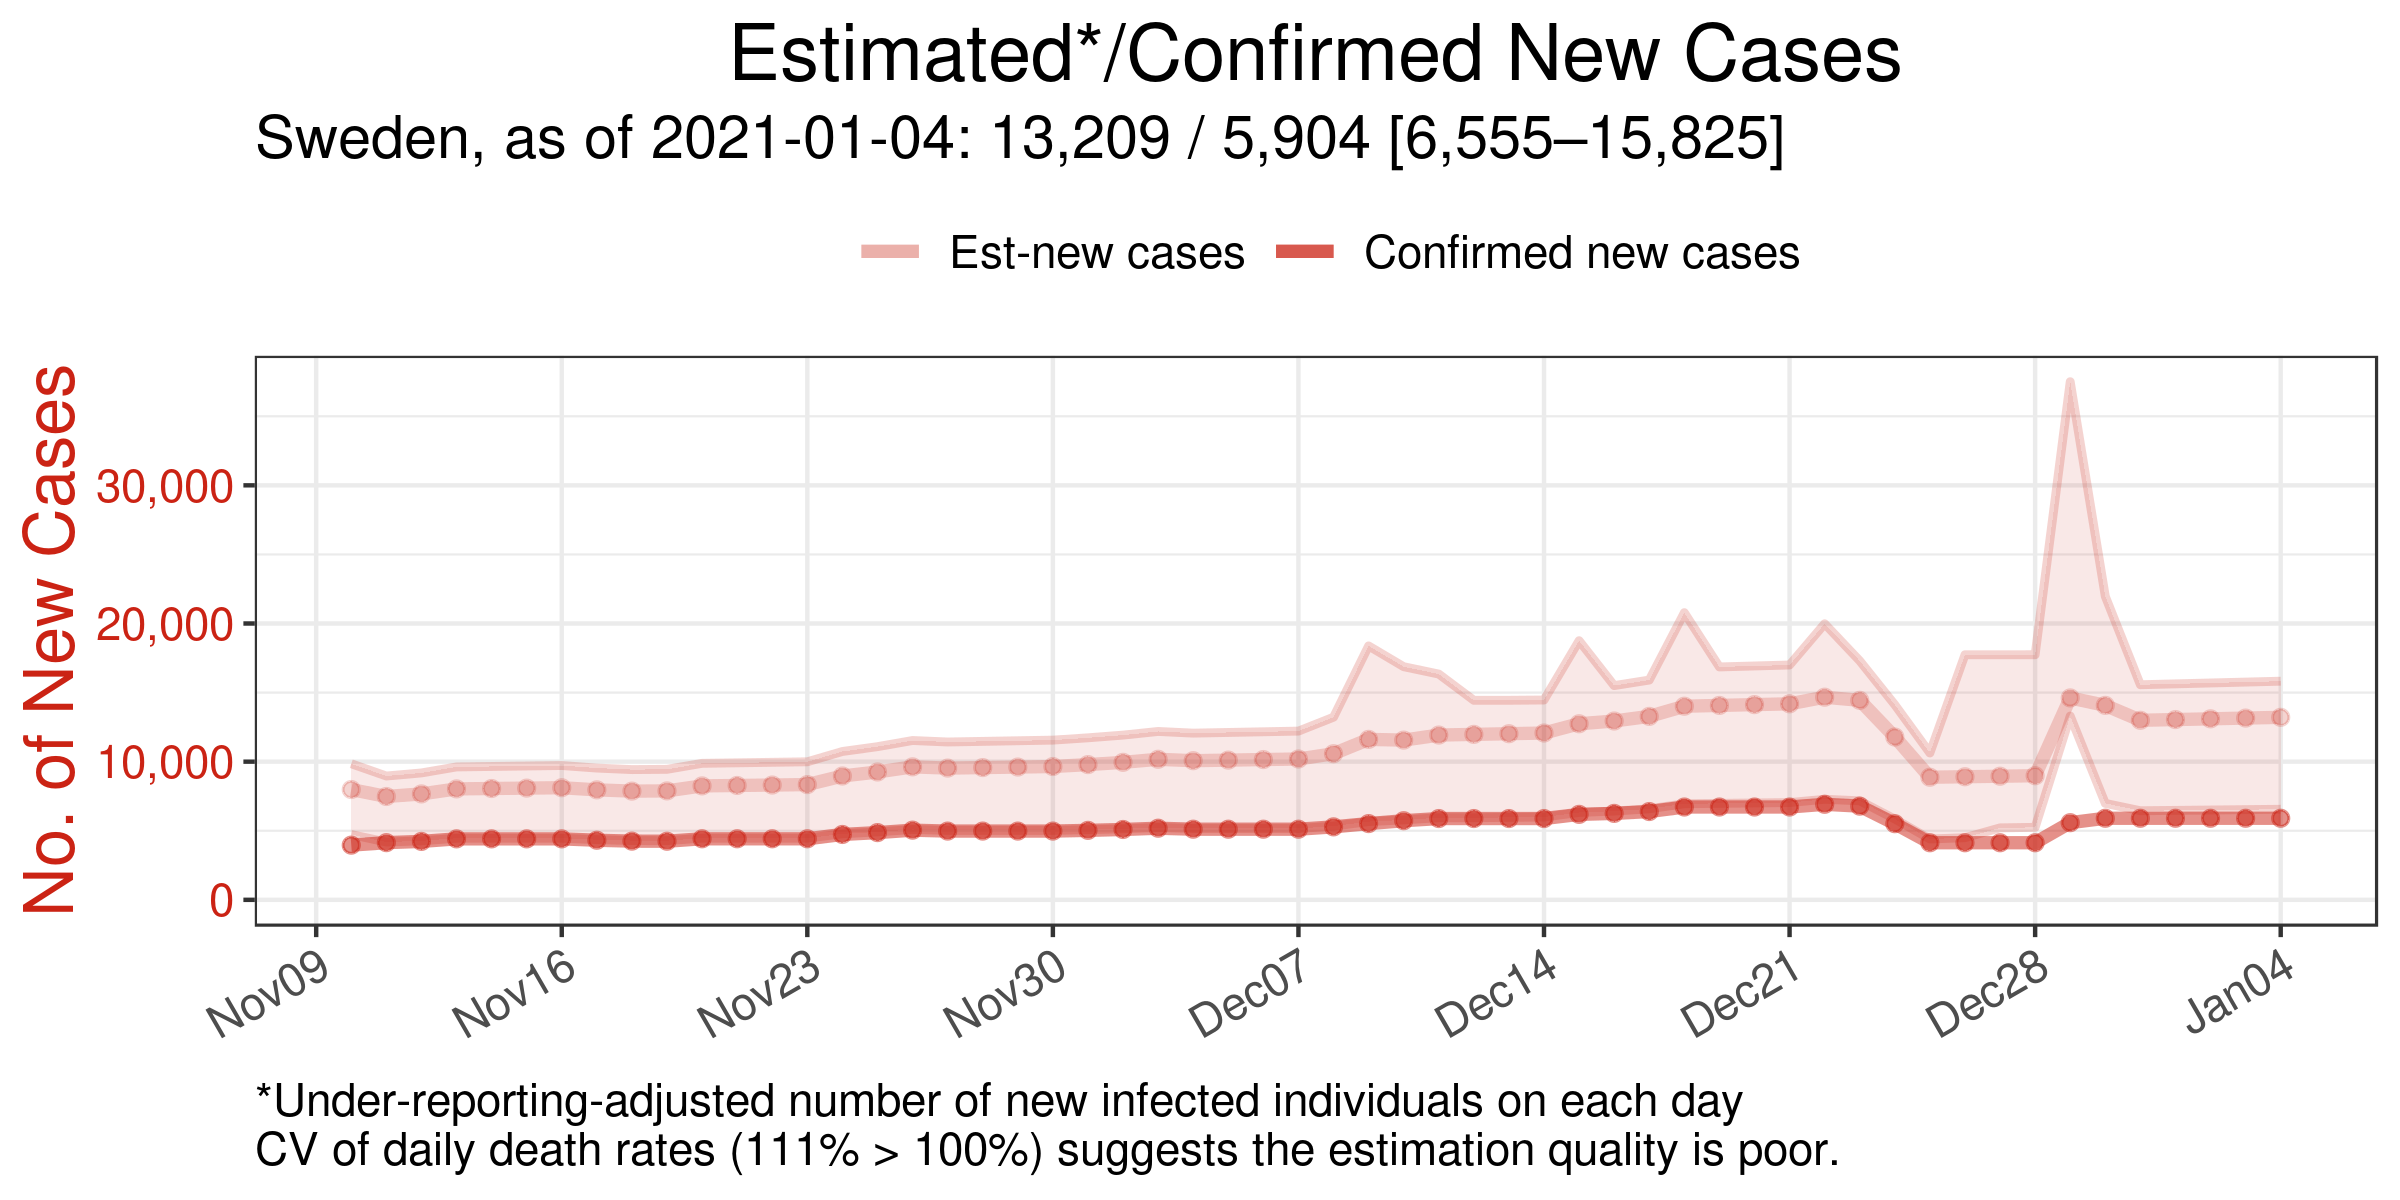 Estimated*/Confirmed New Cases
Sweden, as of 2021-01-04: 13,209 / 5,904 [6,555–15,825]
Est-new cases
Confirmed new cases
No. of New Cases
30,000
20,000
10,000
0
Nov09
Nov16
Nov23
Nov30
Dec07
Dec14
Dec21
Dec28
Jan04
*Under-reporting-adjusted number of new infected individuals on each day
CV of daily death rates (111% > 100%) suggests the estimation quality is poor.